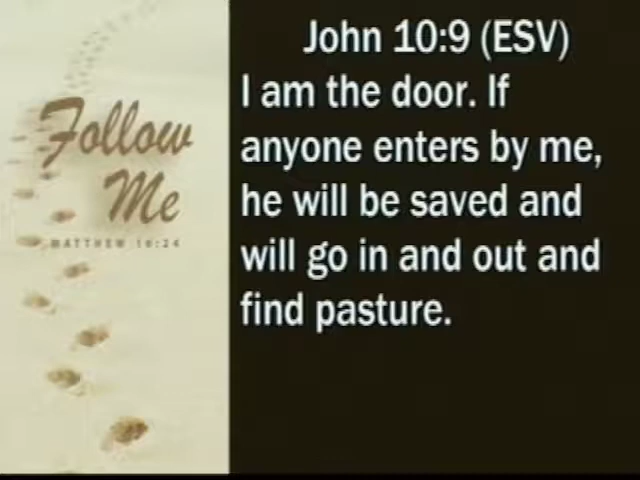 Follow
Me
MATTHEW 16:24
John 10:9 (ESV)
I am the door. If
anyone enters by me,
he will be saved and
will go in and out and
find pasture.